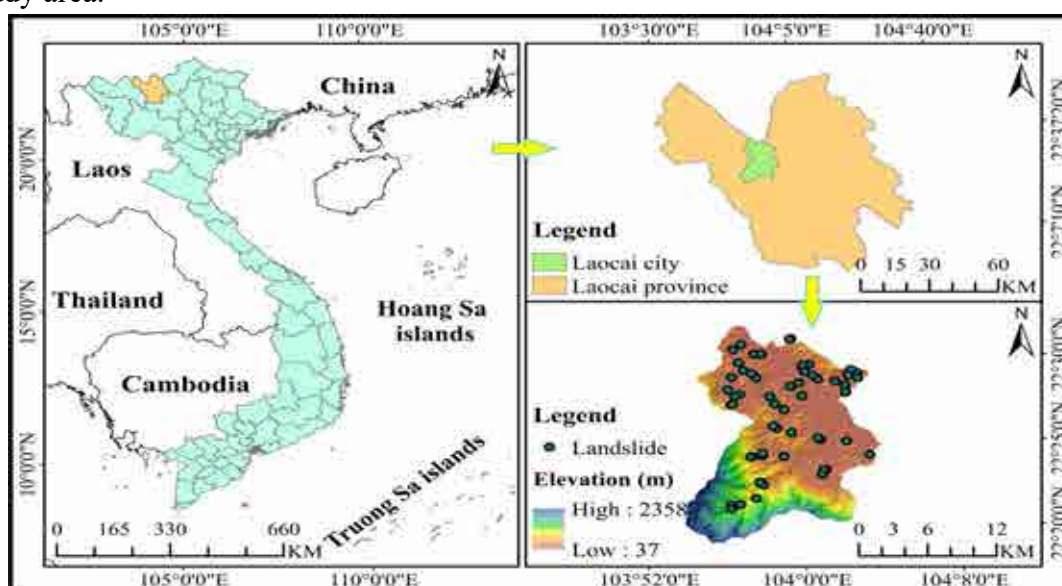 105°0'0"E 110°0'0"E
China
20°0'0"N
Laos
Thailand
15°0'0"N
Hoang Sa
islands
Cambodia
10°0'0"N
Truong Sa islands
0 165 330 660
KM
105°0'0"E 110°0'0"E
N
103°30'0"E 104°5'0"E 104°40'0"E
N
Legend
Laocai city
Laocai province
0 15 30 60
KM
N
Legend
Landslide
Elevation (m)
High : 2358
Low : 37
0 3 6 12
KM
103°52'0"E 104°0'0"E 104°8'0"E